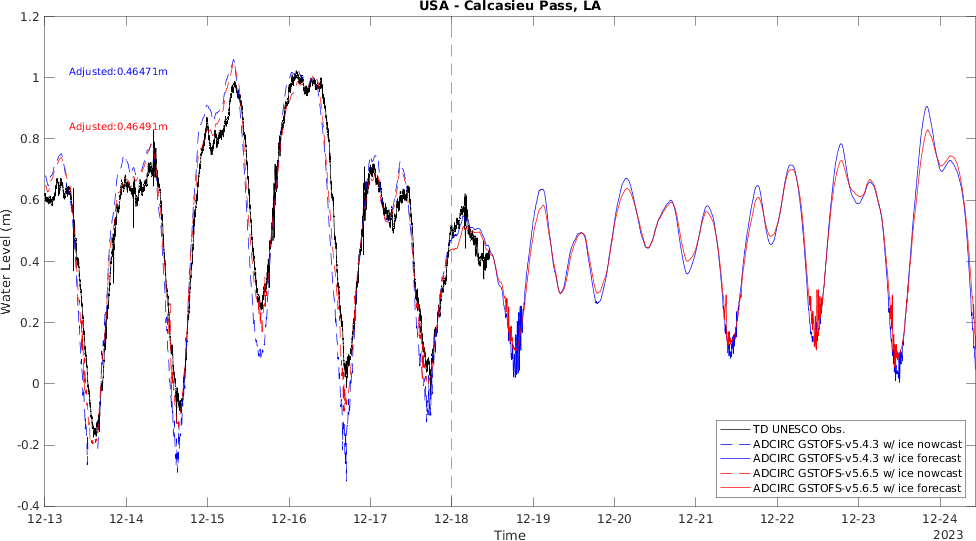 USA - Calcasieu Pass, LA
1.2
1
0.8
0.6
0.4
0.2
0
-0.2
-0.4
Water Level (m)
Adjusted:0.46471m
Adjusted:0.46491m
TD UNESCO Obs.
ADCIRC GSTOFS-v5.4.3 w/ ice nowcast
ADCIRC GSTOFS-v5.4.3 w/ ice forecast
ADCIRC GSTOFS-v5.6.5 w/ ice nowcast
ADCIRC GSTOFS-v5.6.5 w/ ice forecast
12-13 12-14 12-15 12-16 12-17 12-18 12-19 12-20 12-21 12-22 12-23 12-24
Time
2023